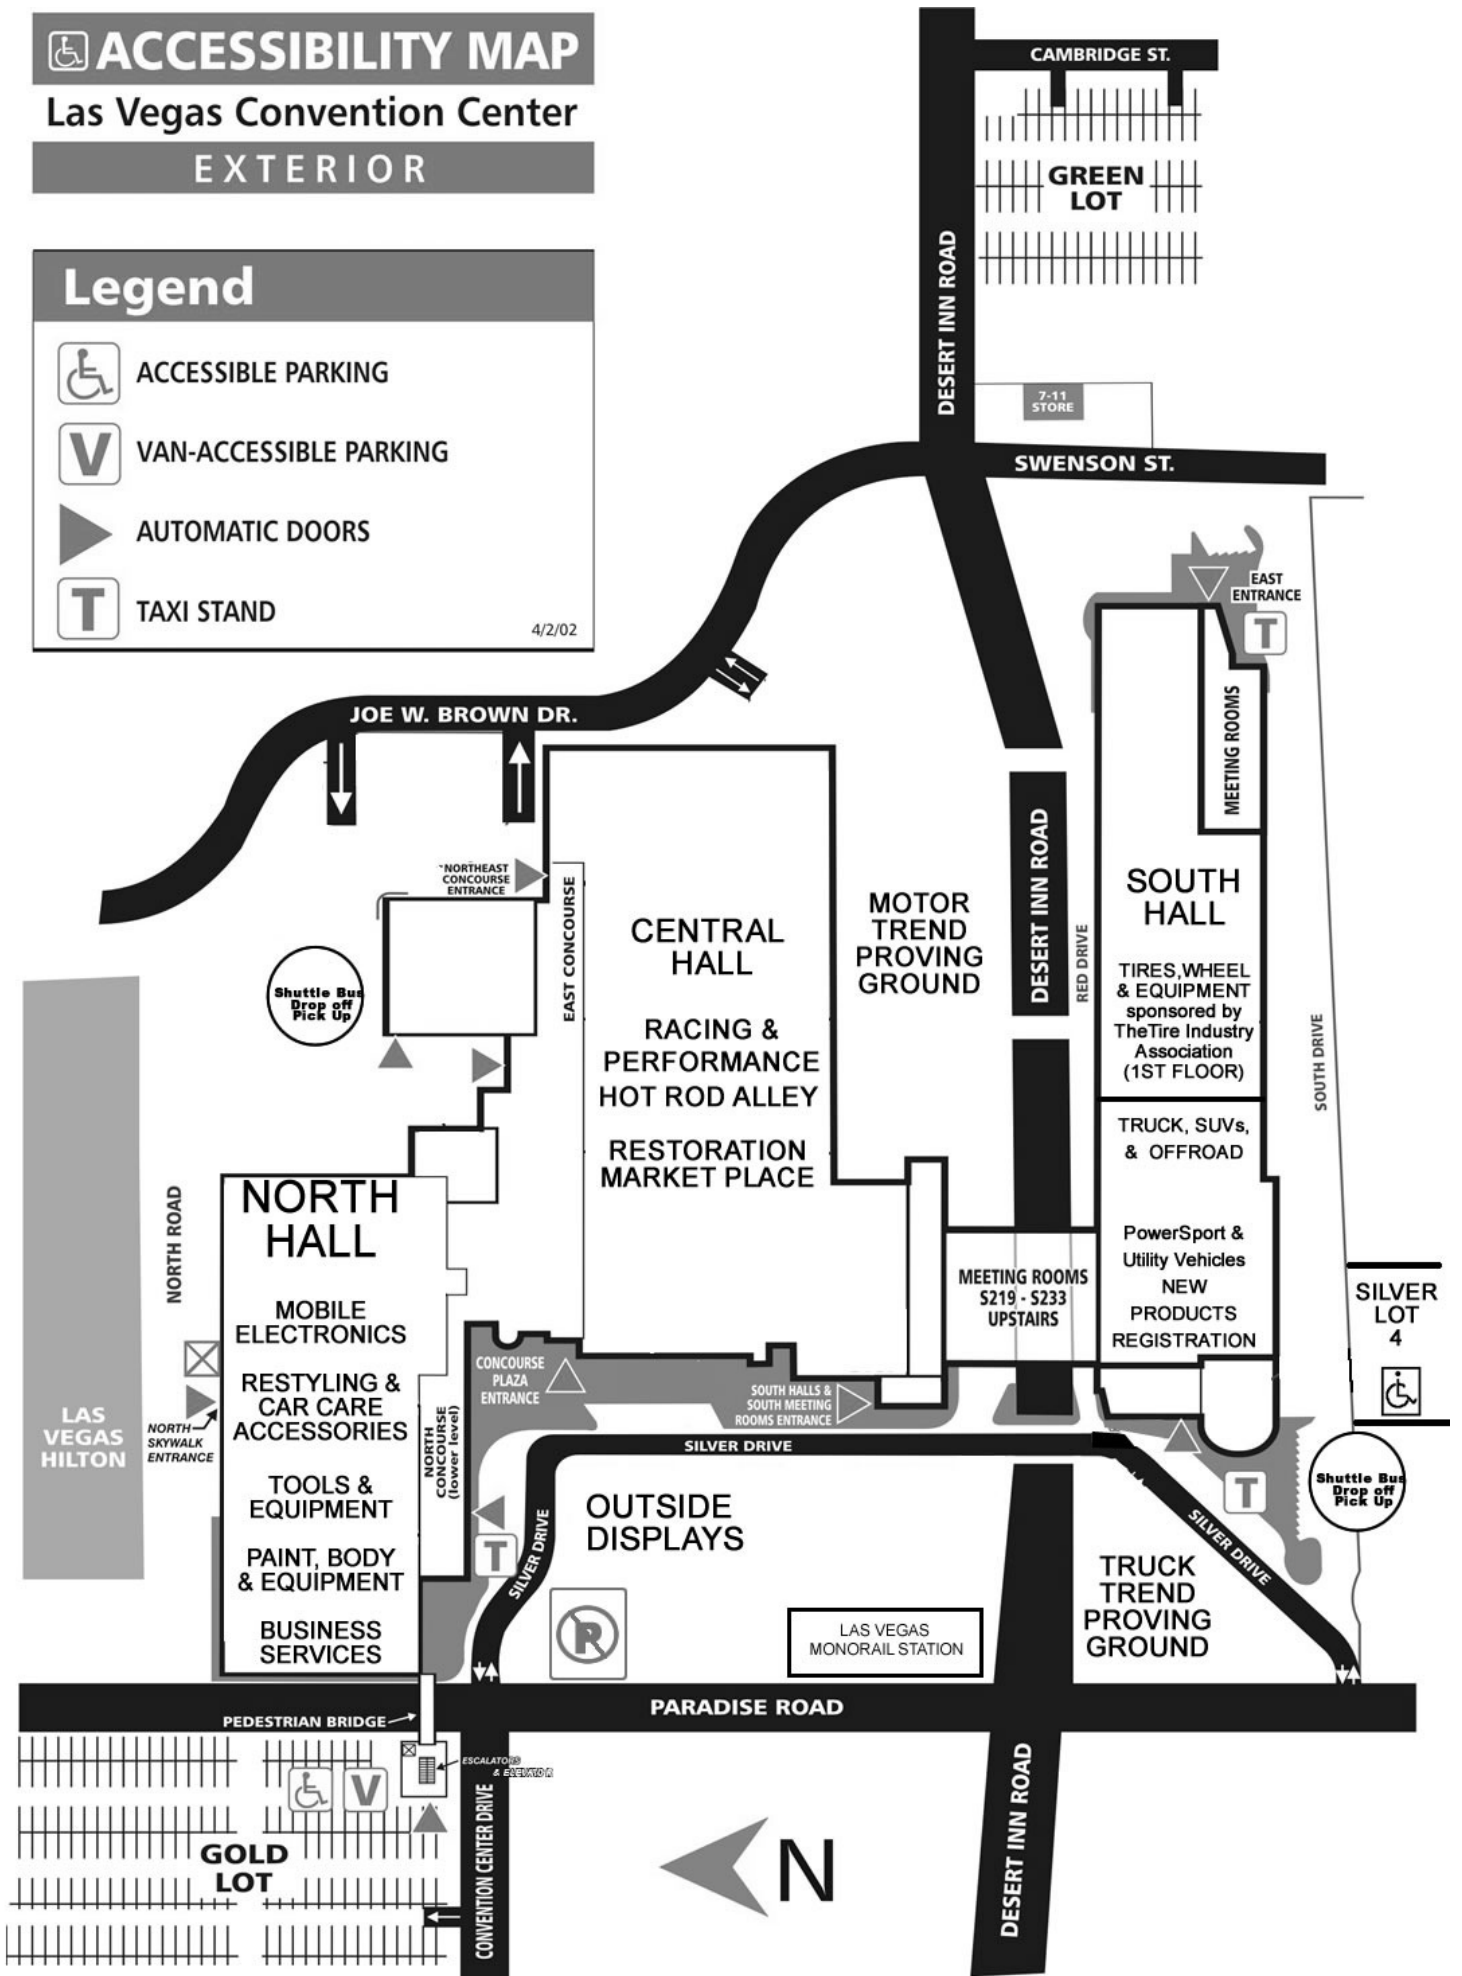 ACCESSIBILITY MAP
Las Vegas Convention Center
EXTERIOR
Legend
ACCESSIBLE PARKING
V
VAN-ACCESSIBLE PARKING
AUTOMATIC DOORS
T
TAXI STAND
4/2/02
CAMBRIDGE ST.
GREEN
LOT
DESERT INN ROAD
7-11
STORE
SWENSON ST.
EAST
ENTRANCE
T
MEETING ROOMS
JOE W. BROWN DR.
NORTHEAST
CONCOURSE
ENTRANCE
EAST CONCOURSE
Shuttle Bus
Drop off
Pick Up
CENTRAL
HALL
RACING &
PERFORMANCE
HOT ROD ALLEY
RESTORATION
MARKET PLACE
MOTOR
TREND
PROVING
GROUND
DESERT INN ROAD
RED DRIVE
SOUTH
HALL
TIRES,WHEEL
& EQUIPMENT
sponsored by
TheTire Industry
Association
(1ST FLOOR)
TRUCK, SUVs,
& OFFROAD
PowerSport &
Utility Vehicles
NEW
PRODUCTS
REGISTRATION
SOUTH DRIVE
SILVER
LOT
4
MEETING ROOMS
S219 - S233
UPSTAIRS
NORTH ROAD
NORTH
HALL
MOBILE
ELECTRONICS
RESTYLING &
CAR CARE
ACCESSORIES
TOOLS &
EQUIPMENT
PAINT, BODY
& EQUIPMENT
BUSINESS
SERVICES
LAS
VEGAS
HILTON
NORTH
SKYWALK
ENTRANCE
NORTH
CONCOURSE
(lower level)
CONCOURSE
PLAZA
ENTRANCE
SOUTH HALLS &
SOUTH MEETING
ROOMS ENTRANCE
SILVER DRIVE
SILVER DRIVE
T
OUTSIDE
DISPLAYS
P
LAS VEGAS
MONORAIL STATION
TRUCK
TREND
PROVING
GROUND
SILVER DRIVE
T
Shuttle Bus
Drop off
Pick Up
PARADISE ROAD
PEDESTRIAN BRIDGE
ESCALATORS
& ELEVATOR
V
GOLD
LOT
CONVENTION CENTER DRIVE
N
DESERT INN ROAD